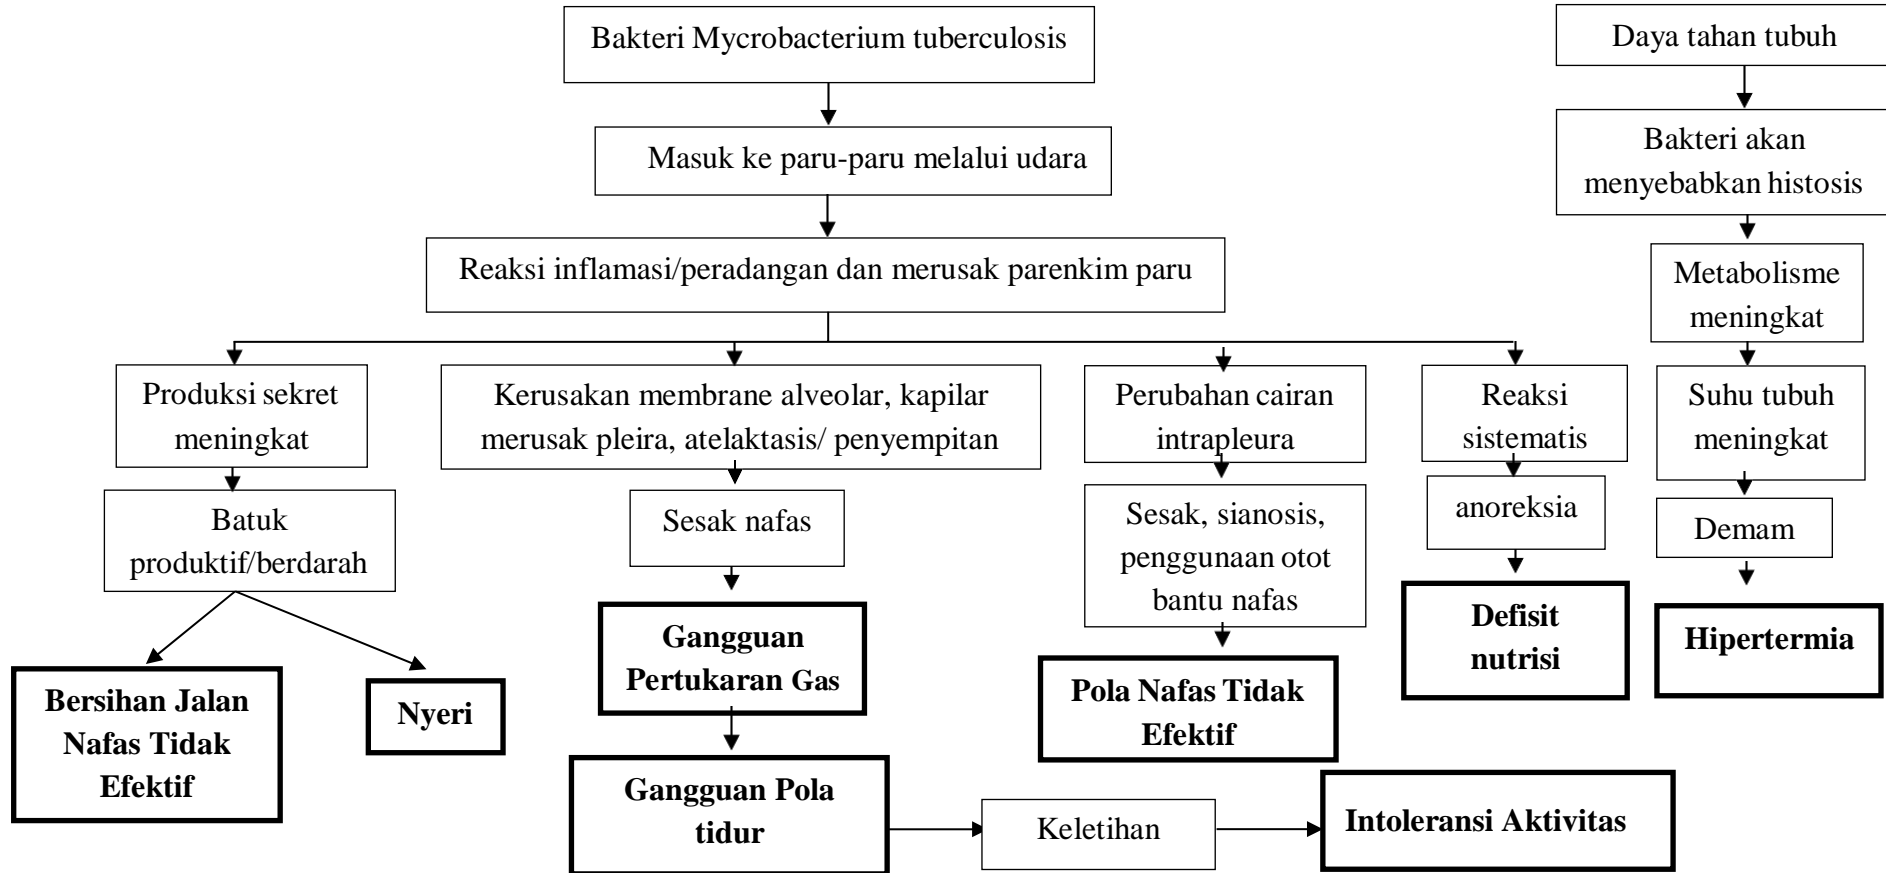 Bakteri Mycrobacterium tuberculosis
Daya tahan tubuh
Masuk ke paru-paru melalui udara
Bakteri akan
menyebabkan histosis
Reaksi inflamasi/peradangan dan merusak parenkim paru
Metabolisme
meningkat
Produksi sekret
meningkat
Kerusakan membrane alveolar, kapilar
merusak pleira, atelaktasis/ penyempitan
Perubahan cairan
intrapleura
Reaksi
sistematis
Suhu tubuh
meningkat
Batuk
produktif/berdarah
Sesak nafas
Sesak, sianosis,
penggunaan otot
bantu nafas
anoreksia
Demam
Bersihan Jalan
Nafas Tidak
Efektif
Nyeri
Gangguan
Pertukaran Gas
Pola Nafas Tidak
Efektif
Defisit
nutrisi
Hipertermia
Gangguan Pola
tidur
Keletihan
Intoleransi Aktivitas